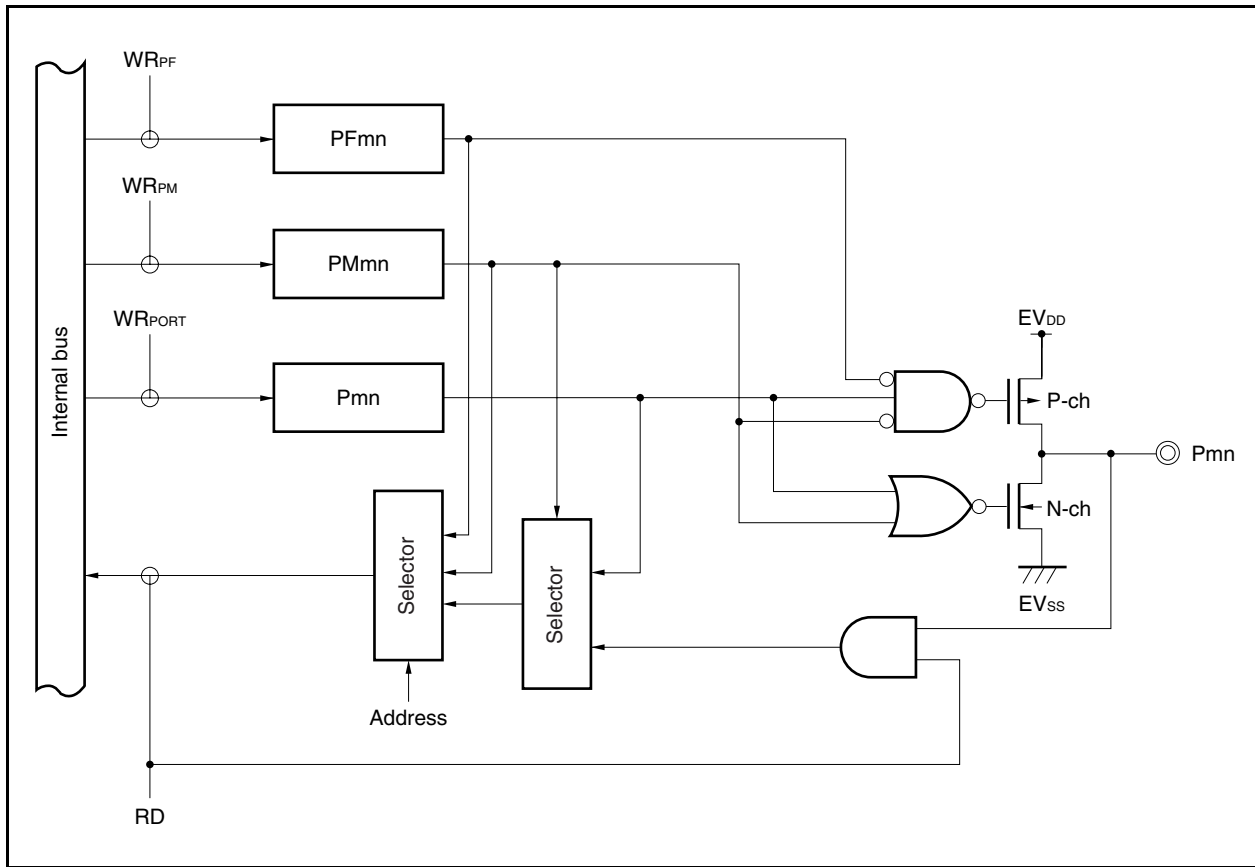 WRPF
PFmn
WRPM
PMmn
WRPORT
Internal bus
Pmn
EVDD
P-ch
Pmn
N-ch
EVSS
Selector
Selector
Address
RD